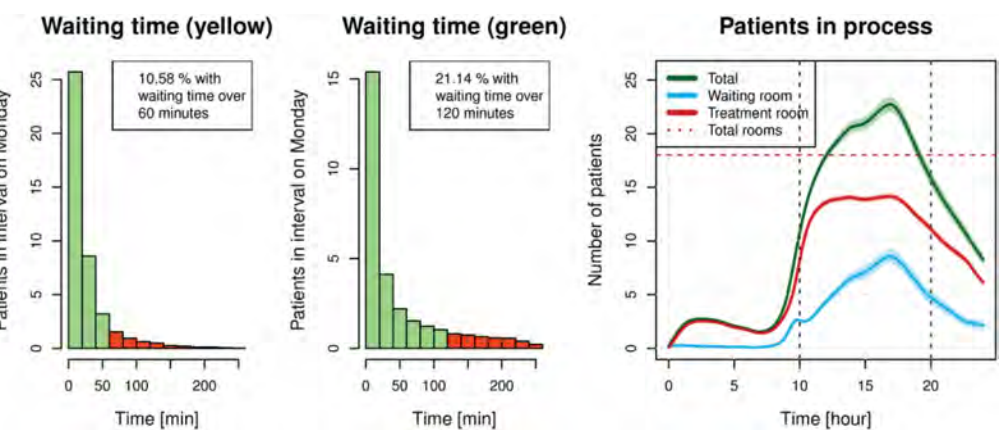 Waiting time (yellow)
Patients in interval on Monday
25
20
15
10
5
0
10.58 % with
waiting time over
60 minutes
0 50 100 200
Time [min]
Waiting time (green)
Patients in interval on Monday
15
10
5
0
21.14 % with
waiting time over
120 minutes
0 50 100 200
Time [min]
Patients in process
Number of patients
25
20
15
10
5
0
Total
Waiting room
Treatment room
Total rooms
0 5 10 15 20
Time [hour]